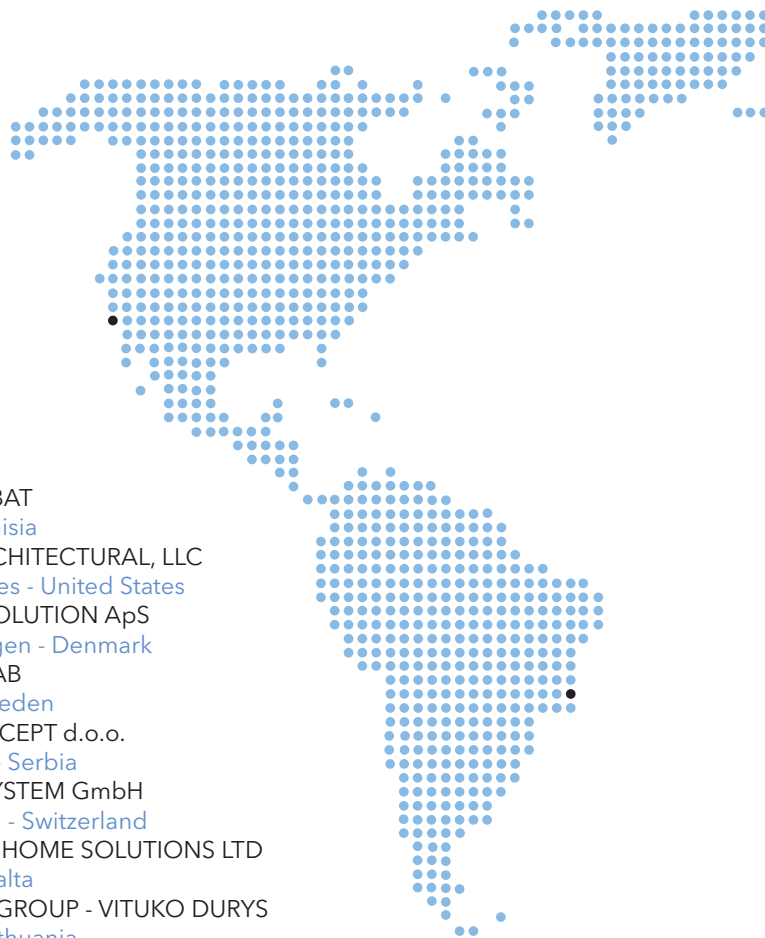 BAT
isia
CHITECTURAL, LLC
es - United States
OLUTION ApS
gen - Denmark
AB
eden
CEPT d.o.o.
- Serbia
YSTEM GmbH
- Switzerland
HOME SOLUTIONS LTD
alta
GROUP - VITUKO DURYS
thuania